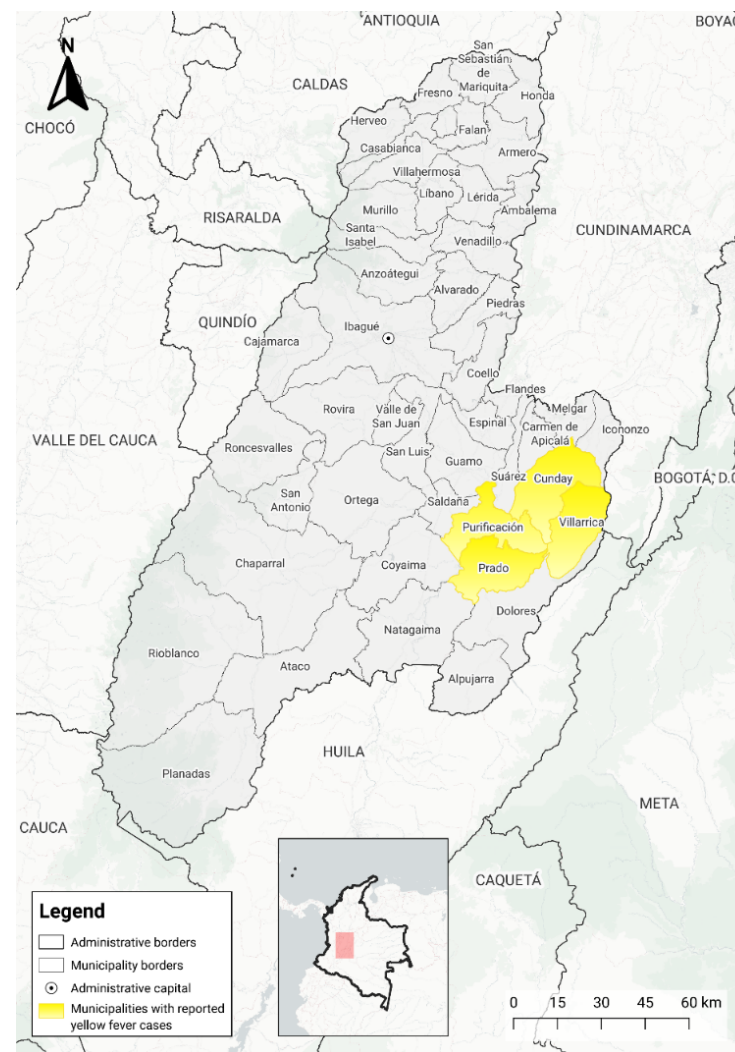 ANTIOQUIA
BOYAC
N
San
Sebastián
de
Mariquita
CALDAS
Fresno
Honda
CHOCÓ
Herveo
Falan
Casabianca
Armero
Villahermosa
Líbano
Lérida
Murillo
Ambalema
RISARALDA
Santa
Isabel
CUNDINAMARCA
Venadillo
Anzoátegui
Alvarado
Piedras
QUINDÍO
Ibagué
Cajamarca
Coello
Flandes
Rovira
Valle de
San Juan
Melgar
Espinal
Carmen de
Apicalá
Icononzo
VALLE DEL CAUCA
Roncesvalles
San Luis
Guamo
Suárez
Cunday
BOGOTÁ, D.C
San
Antonio
Ortega
Saldaña
Purificación
Villarrica
Chaparral
Coyaima
Prado
Dolores
Natagaima
Rioblanco
Ataco
Alpujarra
HUILA
Planadas
META
CAUCA
CAQUETÁ
Legend
Administrative borders
Municipality borders
Administrative capital
Municipalities with reported
yellow fever cases
0 15 30 45 60 km